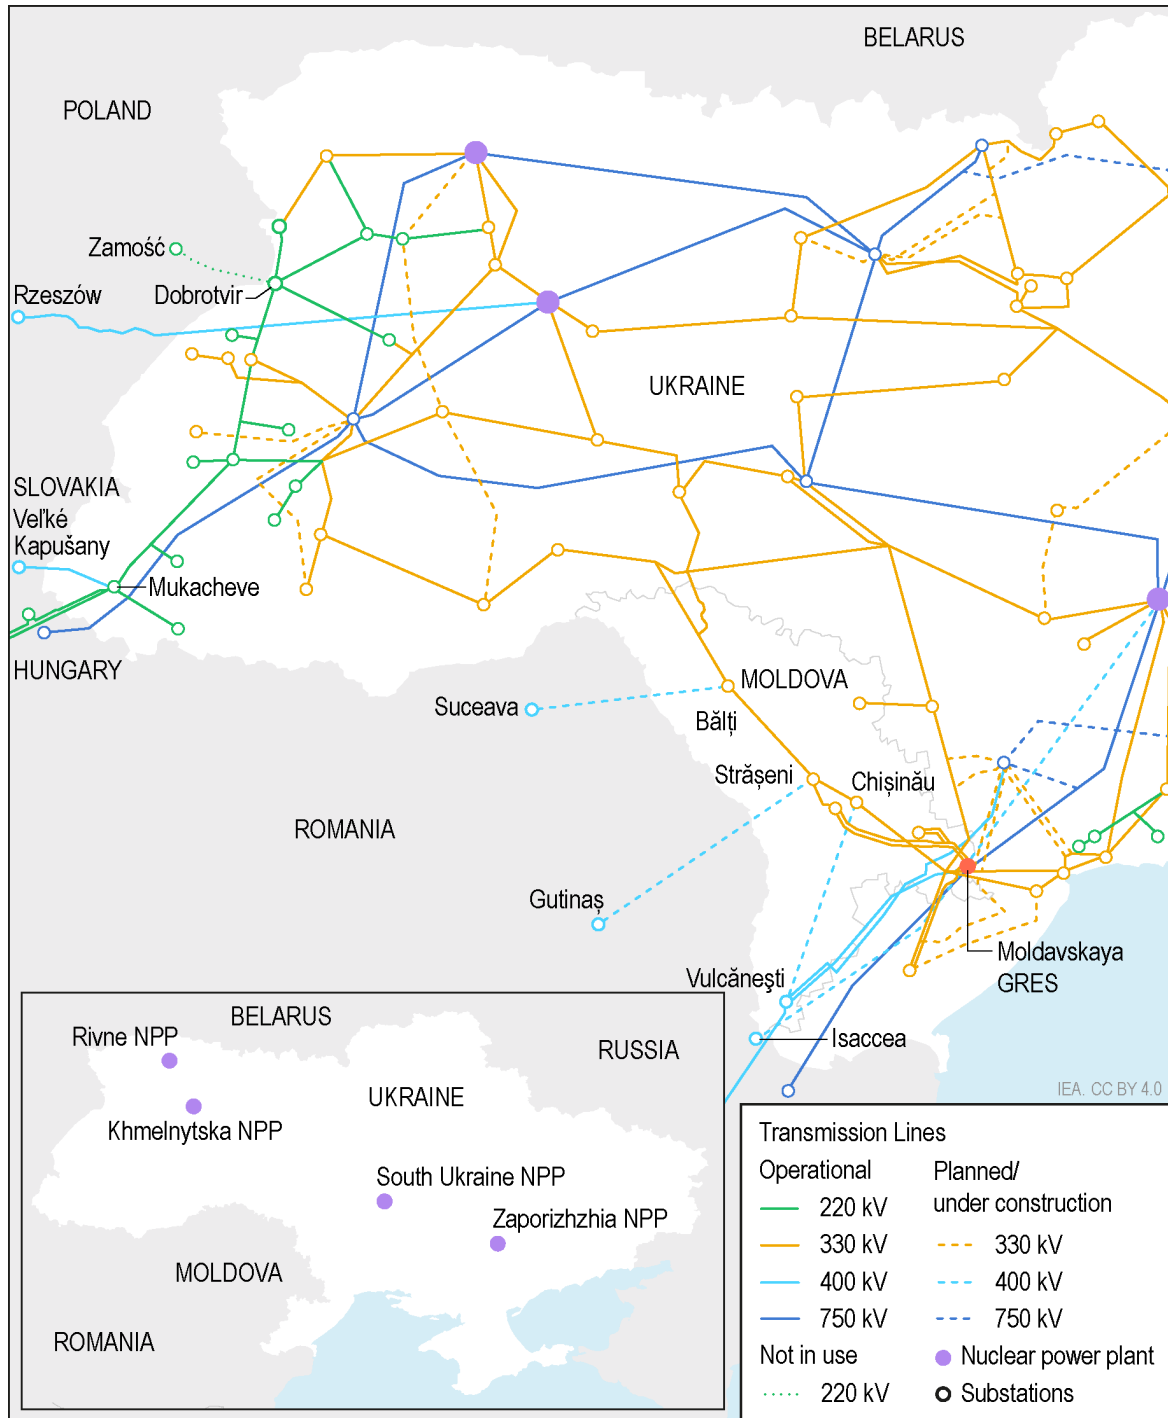 BELARUS
POLAND
Zamość
Dobrotvir
Rzeszów
UKRAINE
SLOVAKIA
Veľké
Kapušany
Mukacheve
HUNGARY
MOLDOVA
Suceava
Bălți
Strășeni
Chișinău
ROMANIA
Gutinaș
Moldavskaya
GRES
Vulcăneşti
Isaccea
IEA. CC BY 4.0
BELARUS
Rivne NPP
RUSSIA
UKRAINE
Khmelnytska NPP
South Ukraine NPP
Zaporizhzhia NPP
MOLDOVA
ROMANIA
Transmission Lines
Operational
220 kV
330 kV
400 kV
750 kV
Not in use
220 kV
Planned/
under construction
330 kV
400 kV
750 kV
Nuclear power plant
Substations